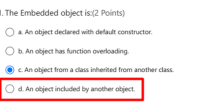 . The Embedded object is:(2 Points)
a. An object declared with default constructor.
b. An object has function overloading.
c. An object from a class inherited from another class.
d. An object included by another object.